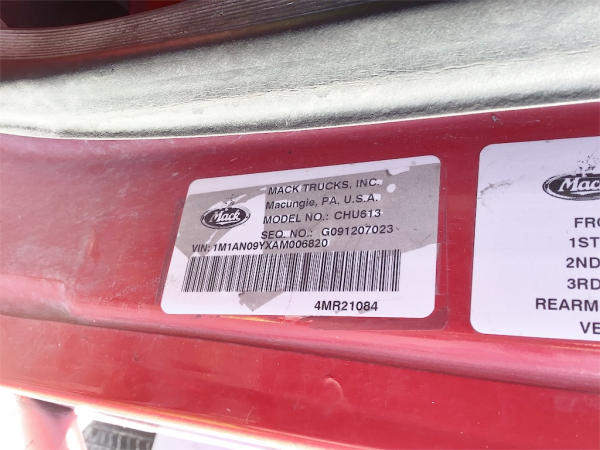 MACK TRUCKS, INC.
Macungie, PA, U.S.A.
Mack
MODEL NO.: CHU613
SEQ. NO.: G091207023
VIN: 1M1AN09YXAM006820
4MR21084
Mack
FRO
1ST
2ND
3RD
REARM
VE